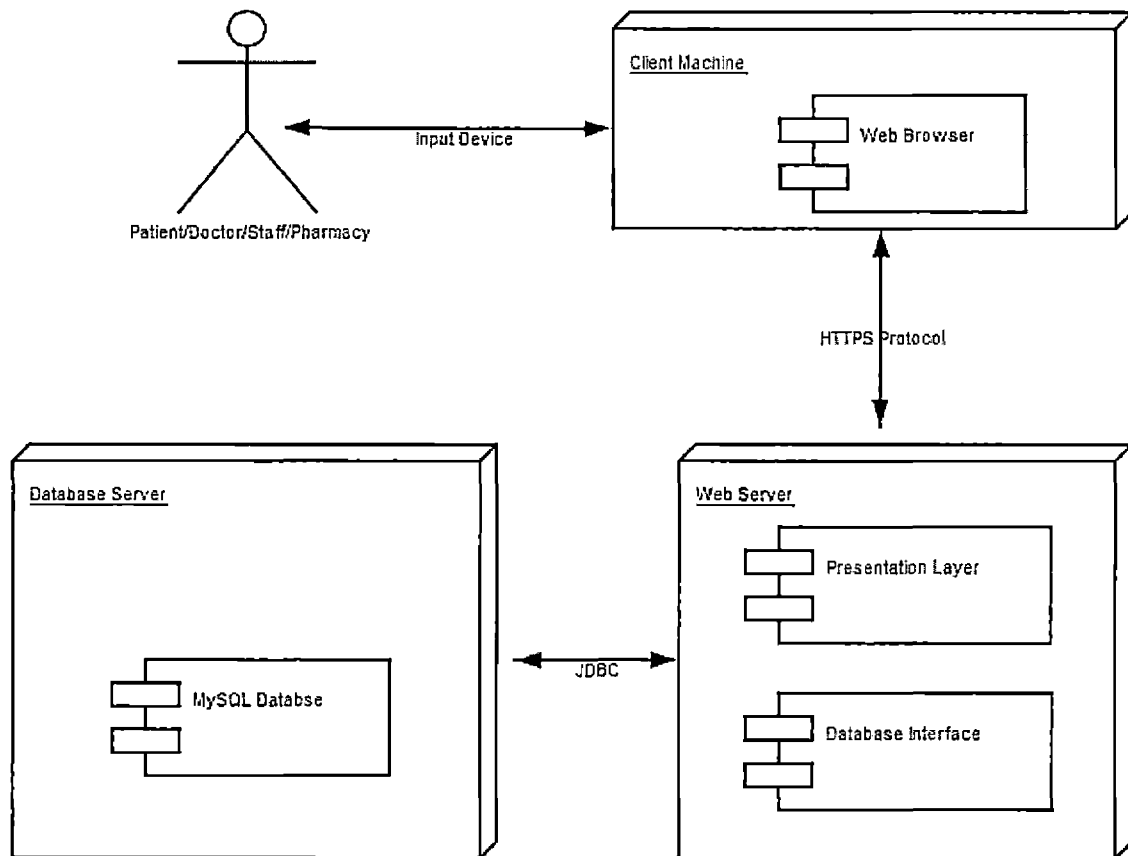 Client Machine
Web Browser
Input Device
Patient/Doctor/Staff/Pharmacy
HTTPS Protocol
Database Server
Web Server
Presentation Layer
JDBC
MySQL Databse
Database Interface